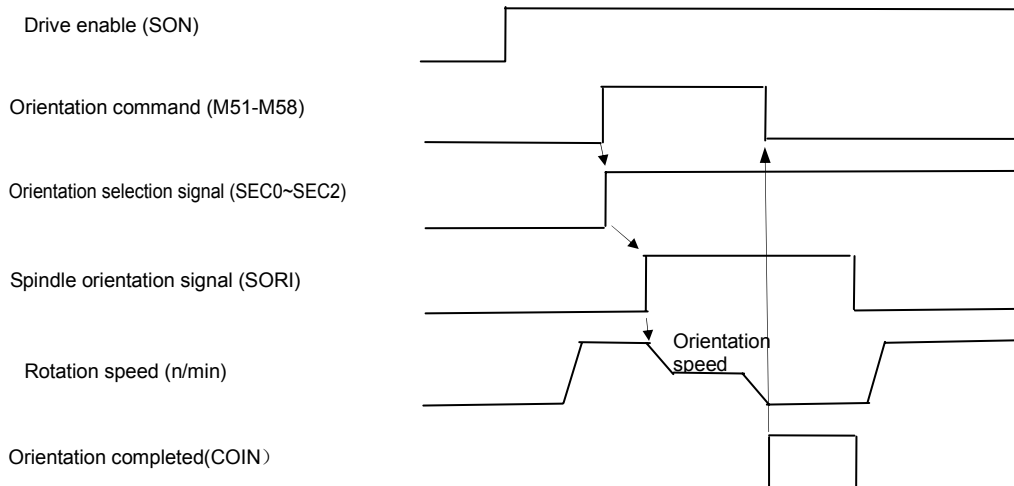 Drive enable (SON)
Orientation command (M51-M58)
Orientation selection signal (SEC0~SEC2)
Spindle orientation signal (SORI)
Orientation
speed
Rotation speed (n/min)
Orientation completed(COIN）